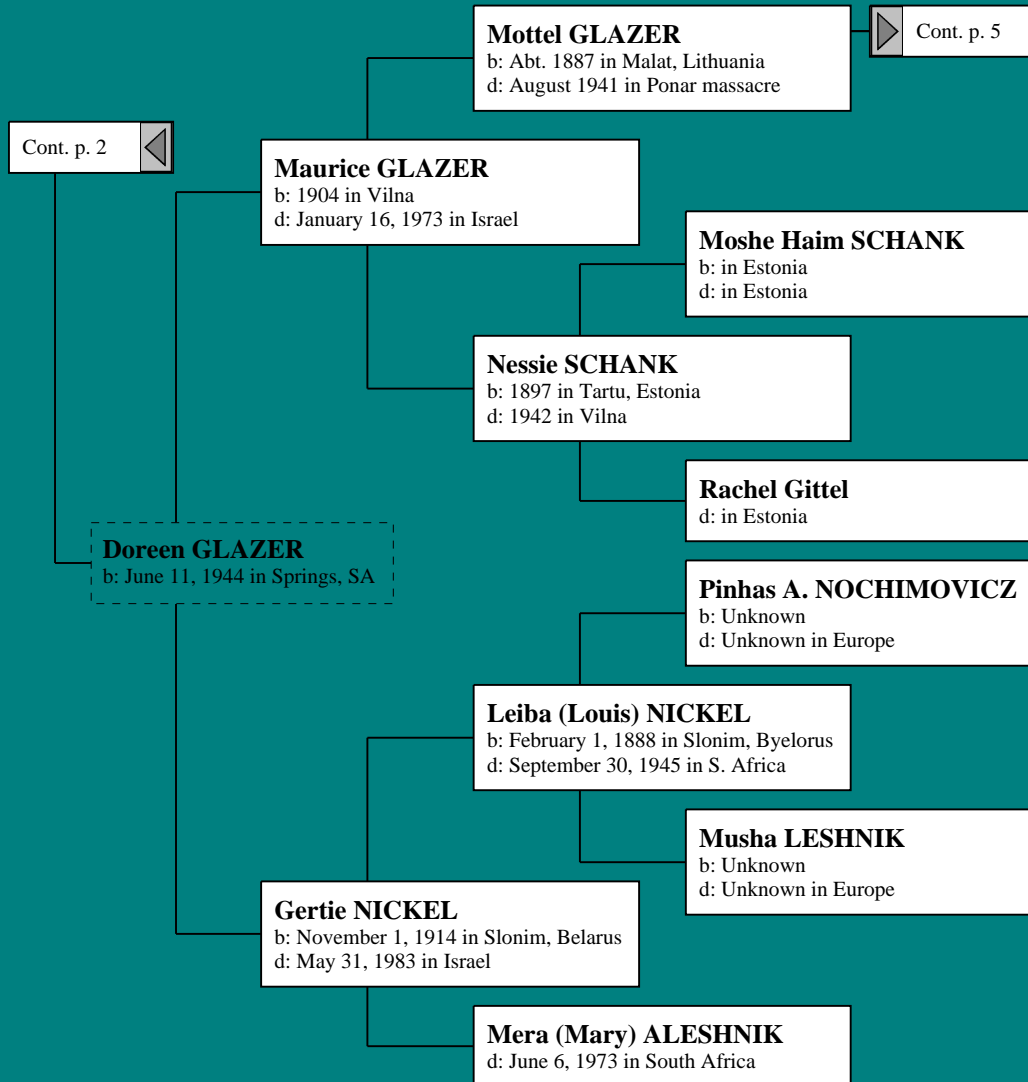 Mottel GLAZER
b: Abt. 1887 in Malat, Lithuania
d: August 1941 in Ponar massacre
Cont. p. 5
Cont. p. 2
Maurice GLAZER
b: 1904 in Vilna
d: January 16, 1973 in Israel
Moshe Haim SCHANK
b: in Estonia
d: in Estonia
Nessie SCHANK
b: 1897 in Tartu, Estonia
d: 1942 in Vilna
Rachel Gittel
d: in Estonia
Doreen GLAZER
b: June 11, 1944 in Springs, SA
Pinhas A. NOCHIMOVICZ
b: Unknown
d: Unknown in Europe
Leiba (Louis) NICKEL
b: February 1, 1888 in Slonim, Byelorus
d: September 30, 1945 in S. Africa
Musha LESHNIK
b: Unknown
d: Unknown in Europe
Gertie NICKEL
b: November 1, 1914 in Slonim, Belarus
d: May 31, 1983 in Israel
Mera (Mary) ALESHNIK
d: June 6, 1973 in South Africa